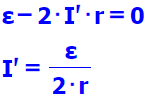 ε − 2 · I' · r = 0
I' = ε / 2 · r